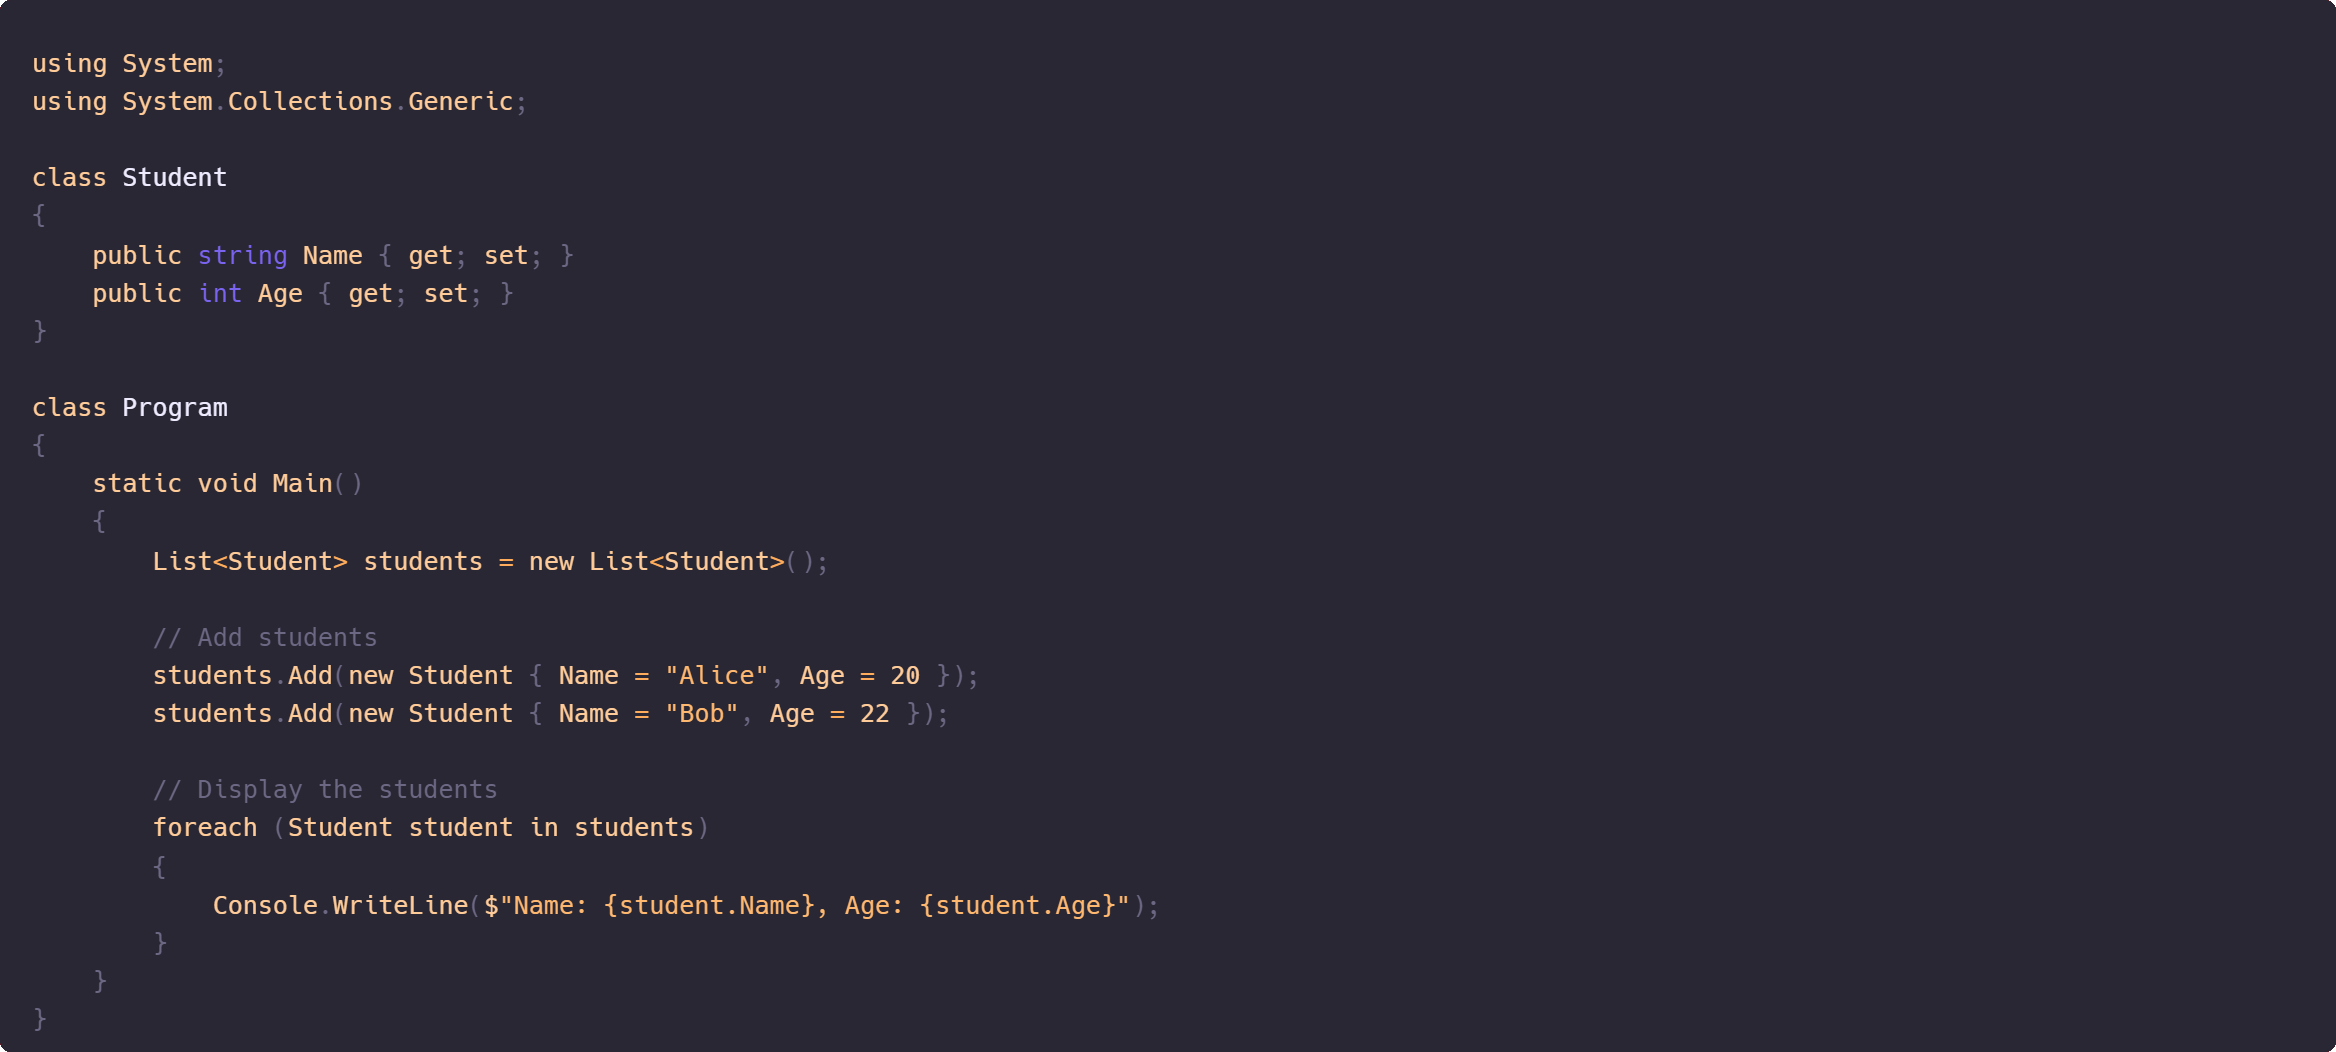 using System;
using System.Collections.Generic;

class Student
{
    public string Name { get; set; }
    public int Age { get; set; }
}

class Program
{
    static void Main()
    {
        List<Student> students = new List<Student>();

        // Add students
        students.Add(new Student { Name = "Alice", Age = 20 });
        students.Add(new Student { Name = "Bob", Age = 22 });

        // Display the students
        foreach (Student student in students)
        {
            Console.WriteLine($"Name: {student.Name}, Age: {student.Age}");
        }
    }
}